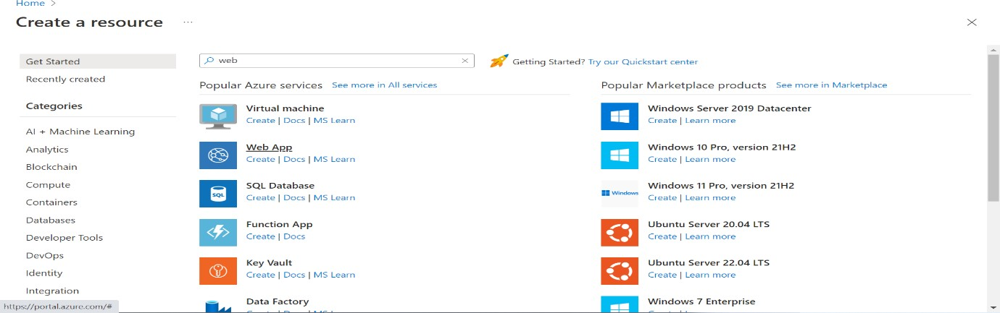 Home >
Create a resource ...
Get Started
Recently created
Categories
AI + Machine Learning
Analytics
Blockchain
Compute
Containers
Databases
Developer Tools
DevOps
Identity
Integration
https://portal.azure.com/#
web
Getting Started? Try our Quickstart center
Popular Azure services See more in All services
Virtual machine
Create | Docs | MS Learn
Web App
Create | Docs | MS Learn
SQL
SQL Database
Create | Docs | MS Learn
Function App
Create | Docs
Key Vault
Create | Docs | MS Learn
Data Factory
Popular Marketplace products See more in Marketplace
Windows Server 2019 Datacenter
Create | Learn more
Windows 10 Pro, version 21H2
Create | Learn more
Windows
Windows 11 Pro, version 21H2
Create | Learn more
Ubuntu Server 20.04 LTS
Create | Learn more
Ubuntu Server 22.04 LTS
Create | Learn more
Windows 7 Enterprise